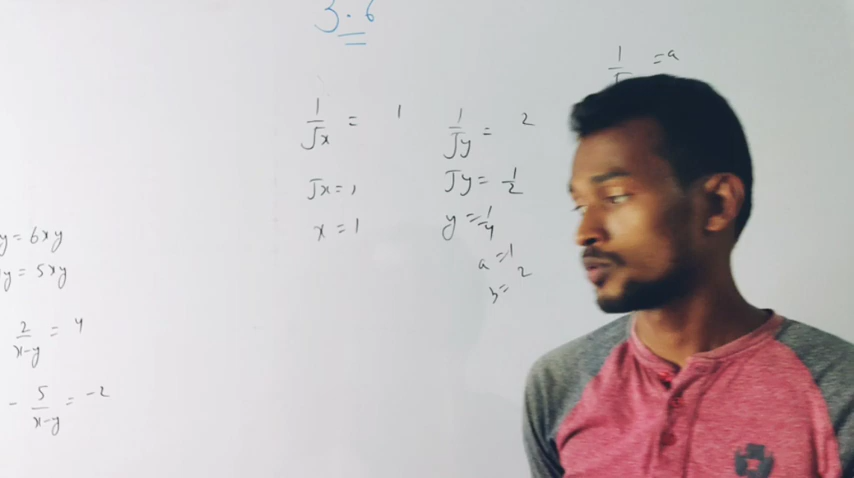 3.6
1/√x = 1
√x = 1
x = 1
1/√y = 2
√y = 1/2
y = 1/4
a = 1
b = 2
= a
y = 6xy
y = 5xy
2/x-y = 4
- 5/x-y = -2